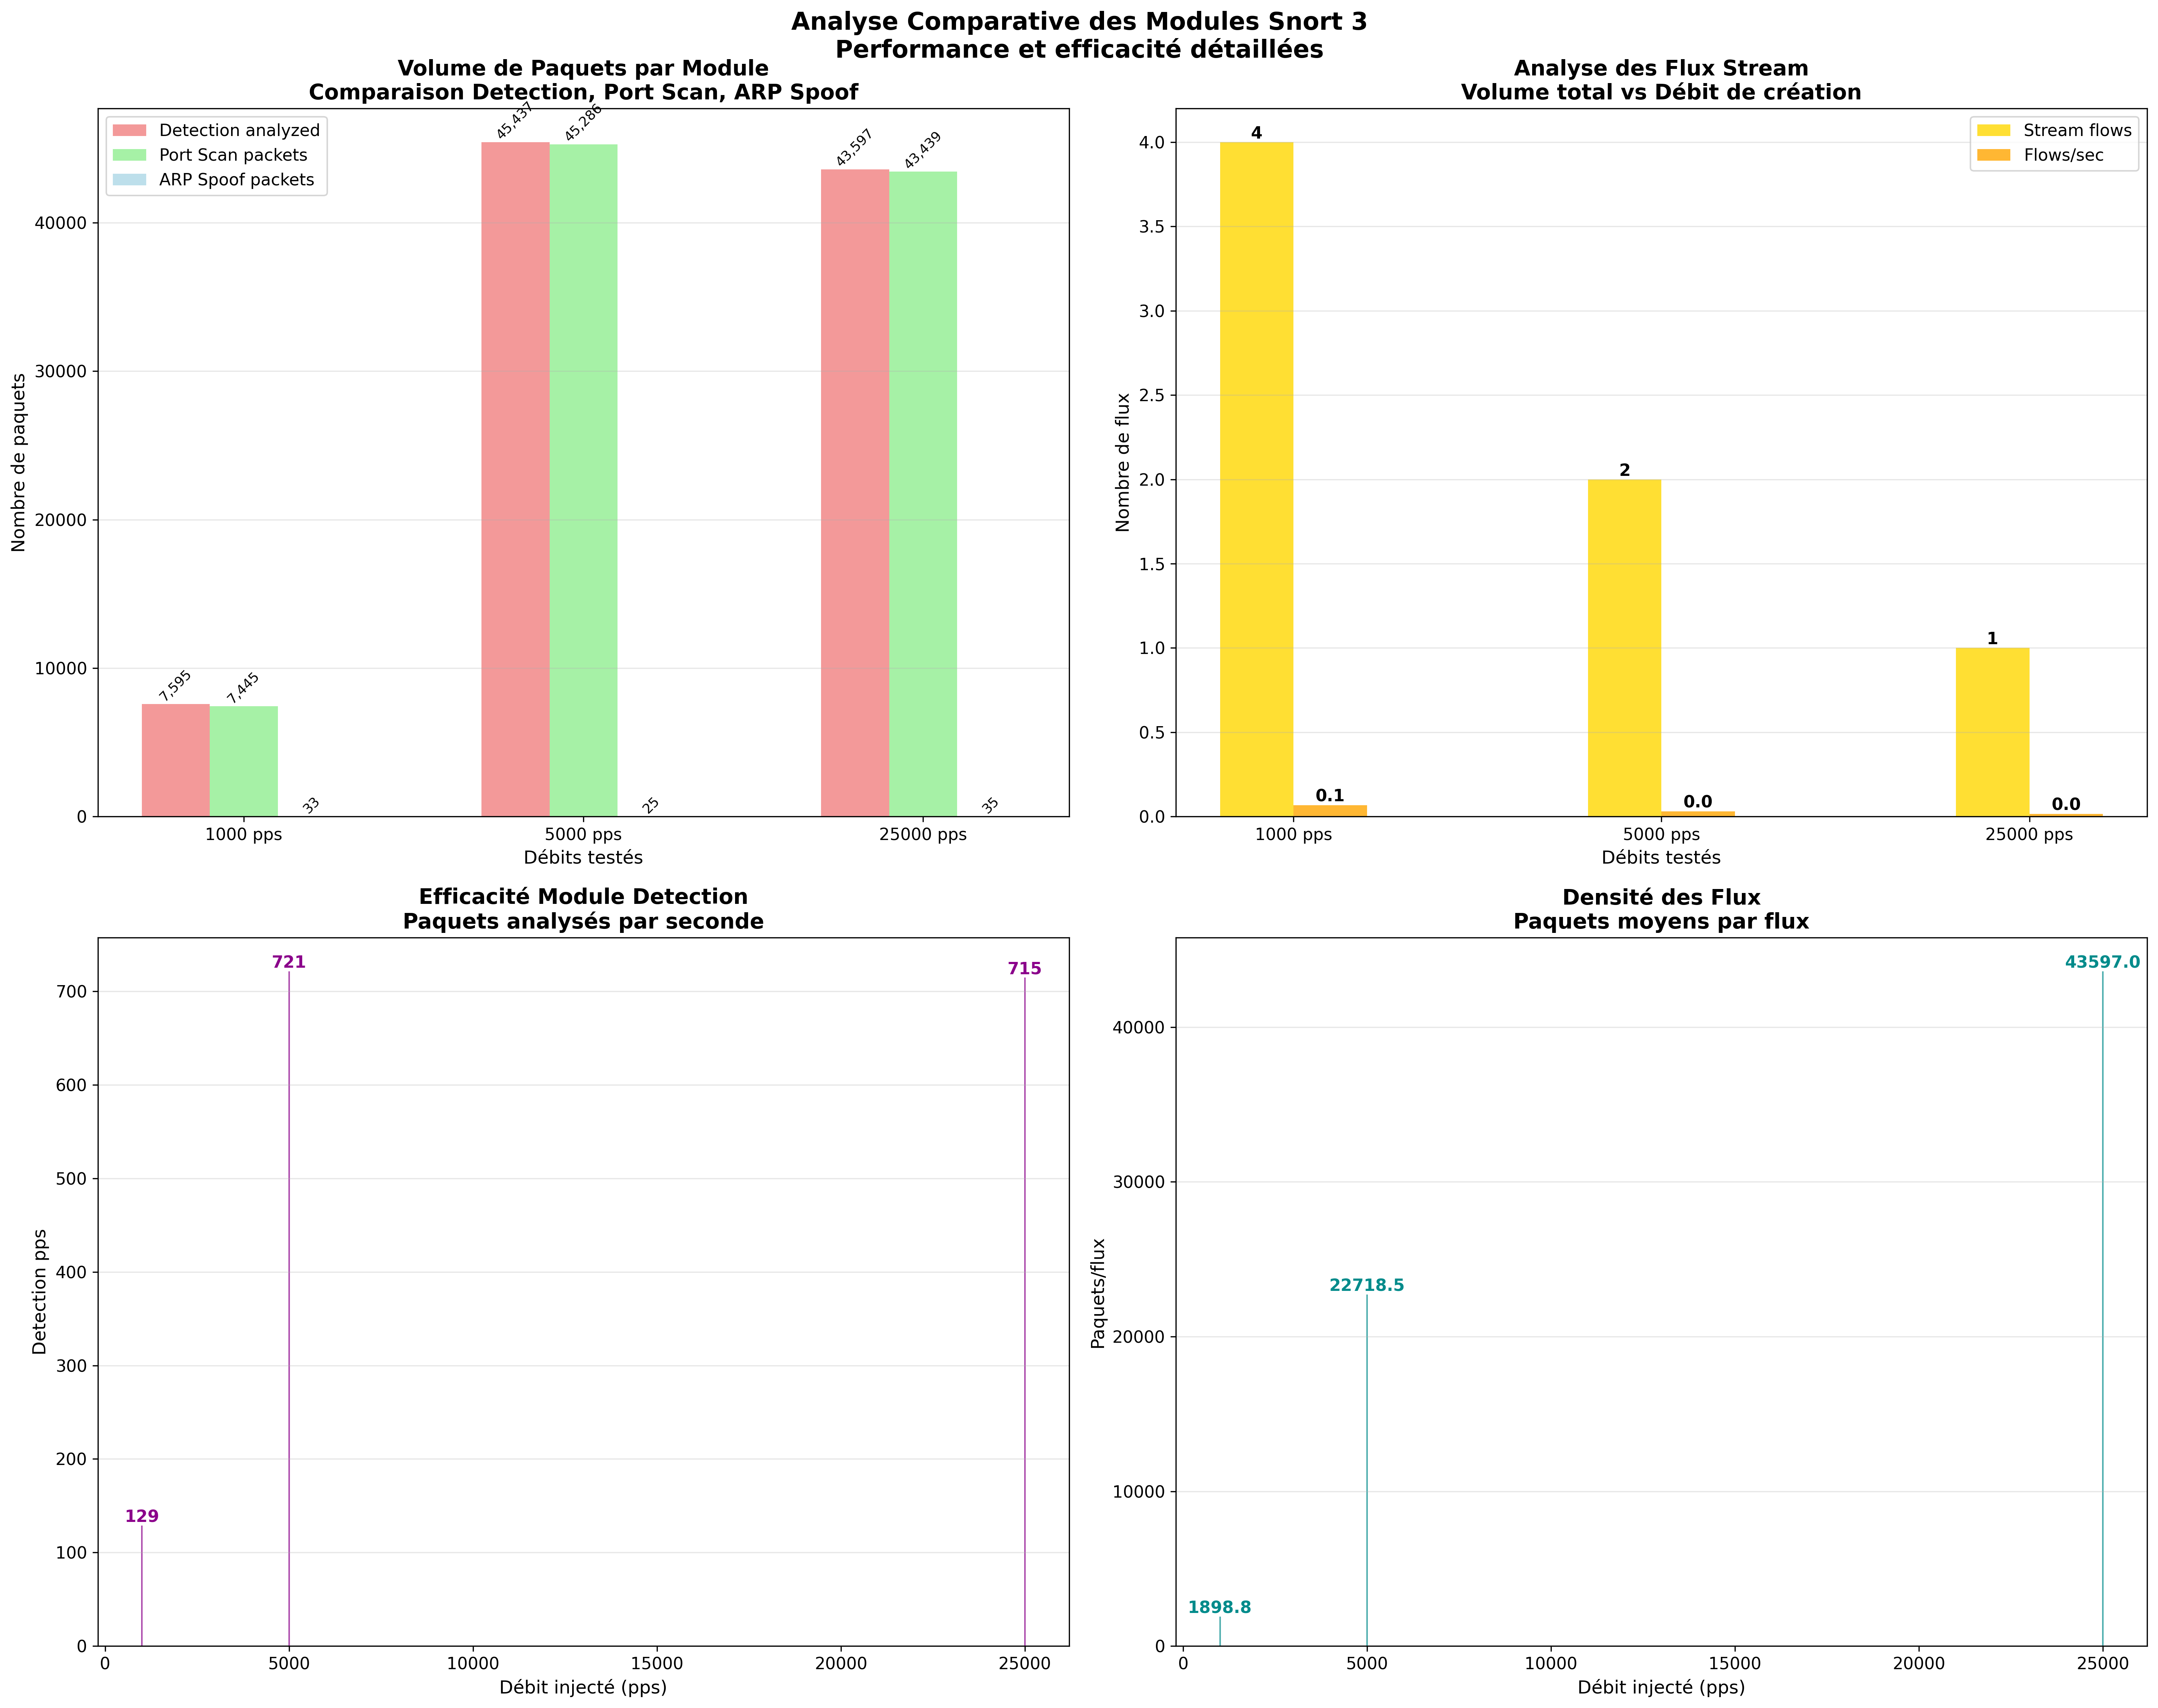 Analyse Comparative des Modules Snort 3
Performance et efficacité détaillées
Volume de Paquets par Module
Comparaison Detection, Port Scan, ARP Spoof
Detection analyzed
Port Scan packets
ARP Spoof packets
Nombre de paquets
40000
30000
20000
10000
0
7,595
7,445
33
45,437
45,286
25
43,597
43,439
35
1000 pps
5000 pps
25000 pps
Débits testés
Analyse des Flux Stream
Volume total vs Débit de création
Stream flows
Flows/sec
Nombre de flux
4.0
3.5
3.0
2.5
2.0
1.5
1.0
0.5
0.0
4
0.1
2
0.0
1
0.0
1000 pps
5000 pps
25000 pps
Débits testés
Efficacité Module Detection
Paquets analysés par seconde
Detection pps
700
600
500
400
300
200
100
0
129
721
715
0
5000
10000
15000
20000
25000
Débit injecté (pps)
Densité des Flux
Paquets moyens par flux
Paquets/flux
40000
30000
20000
10000
0
1898.8
22718.5
43597.0
0
5000
10000
15000
20000
25000
Débit injecté (pps)